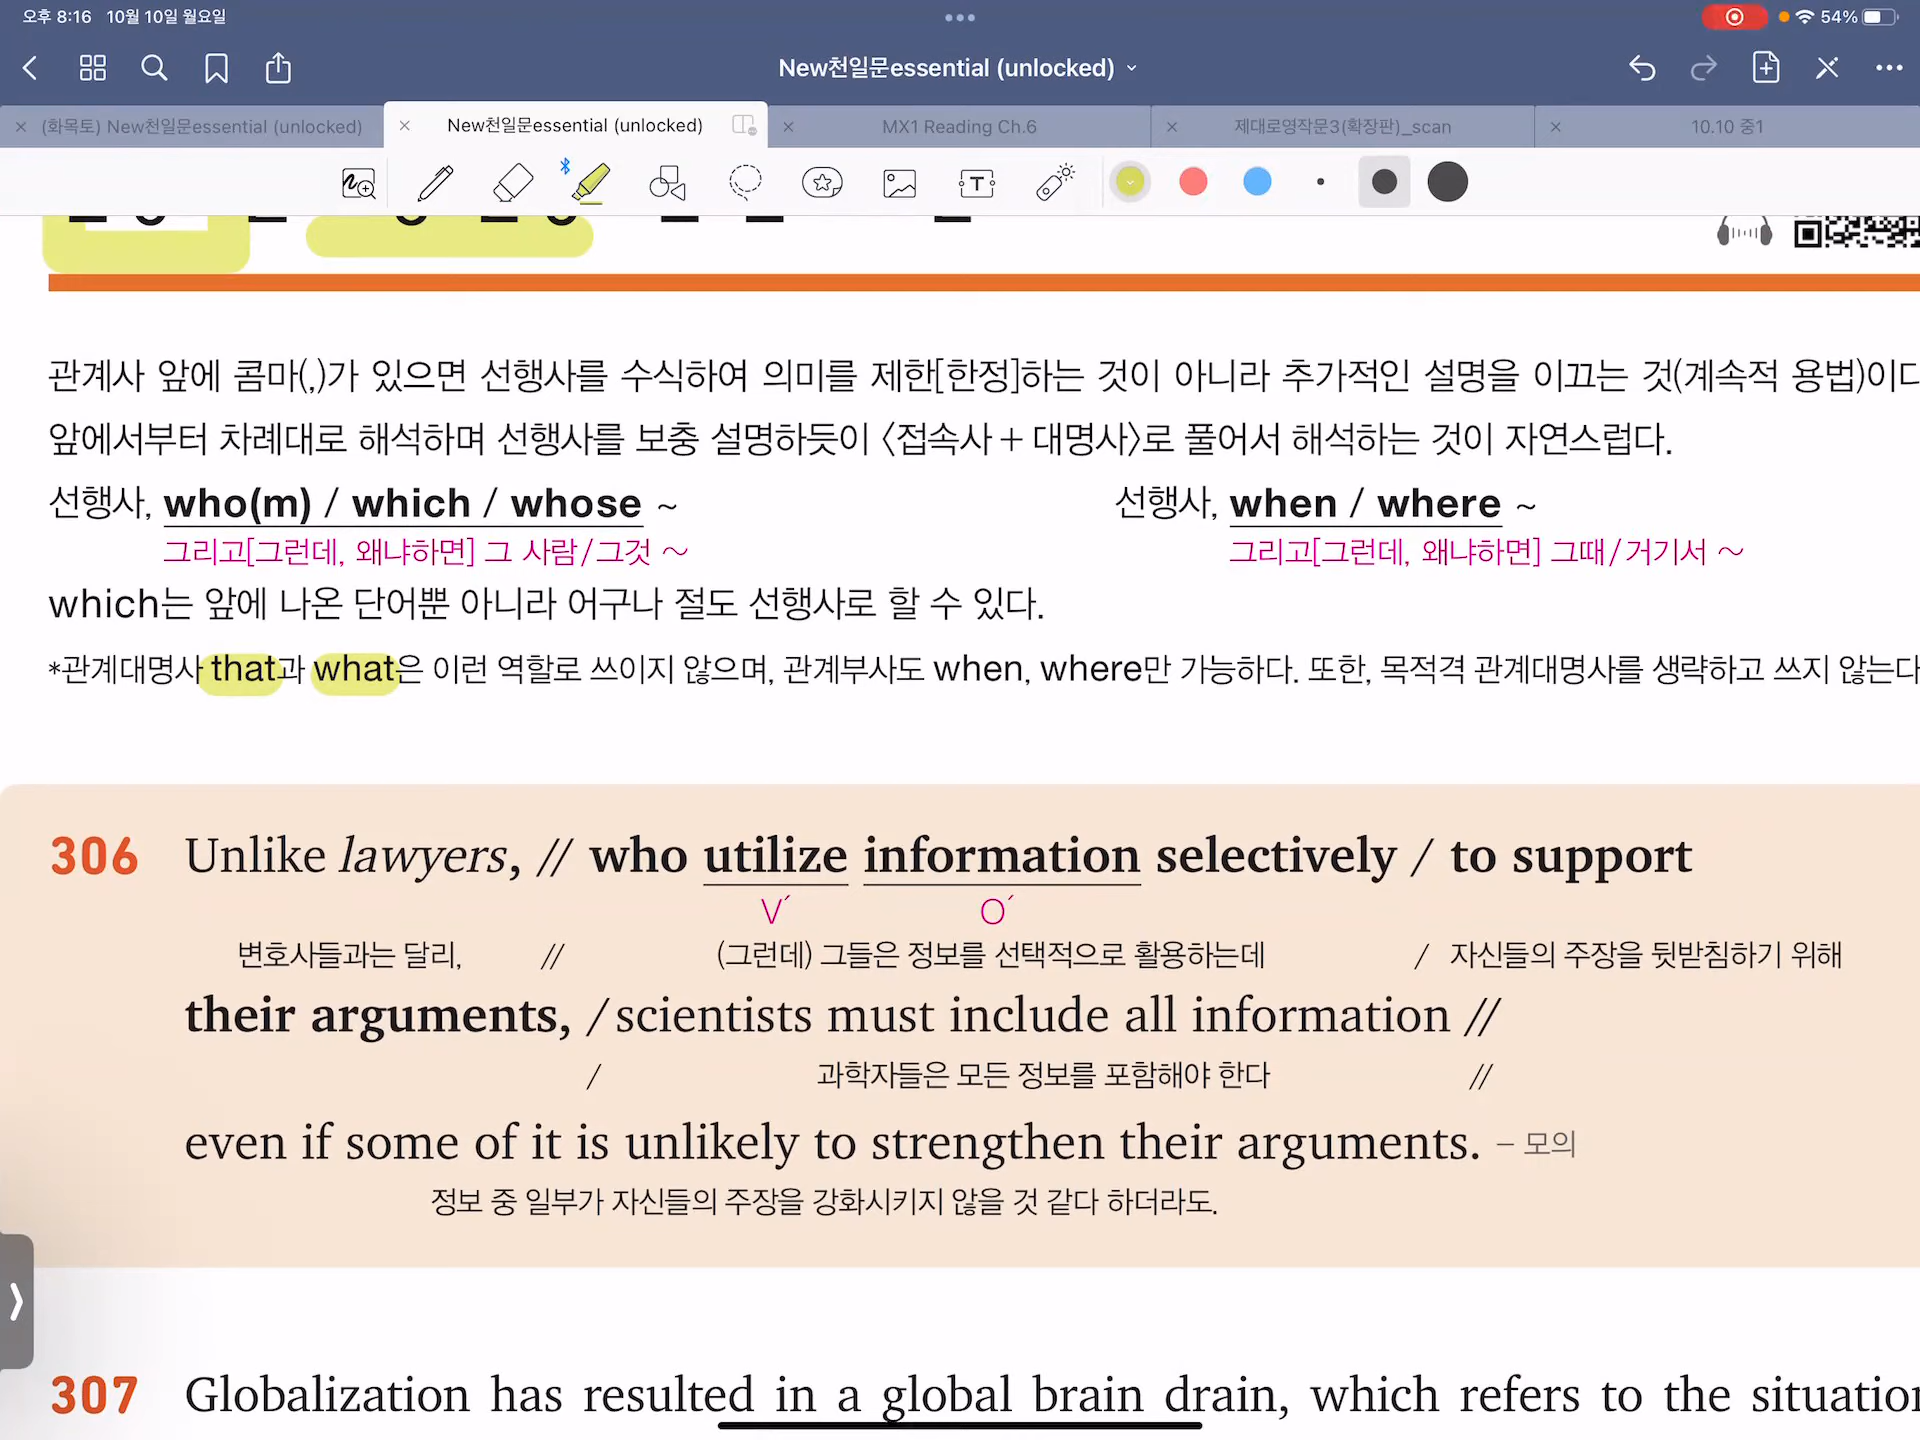 오후 8:16 10월 10일 월요일
54%
New천일문essential (unlocked)
(화목토) New천일문essential (unlocked)
New천일문essential (unlocked)
MX1 Reading Ch.6
제대로영작문3(확장판)_scan
10.10 중1
관계사 앞에 콤마(,)가 있으면 선행사를 수식하여 의미를 제한[한정]하는 것이 아니라 추가적인 설명을 이끄는 것(계속적 용법)이다
앞에서부터 차례대로 해석하며 선행사를 보충 설명하듯이 〈접속사 + 대명사〉로 풀어서 해석하는 것이 자연스럽다.
선행사, who(m) / which / whose ~ 선행사, when / where ~
그리고[그런데, 왜냐하면] 그 사람/그것 ~ 그리고[그런데, 왜냐하면] 그때/거기서 ~
which는 앞에 나온 단어뿐 아니라 어구나 절도 선행사로 할 수 있다.
*관계대명사 that과 what은 이런 역할로 쓰이지 않으며, 관계부사도 when, where만 가능하다. 또한, 목적격 관계대명사를 생략하고 쓰지 않는다
306 Unlike lawyers, // who utilize information selectively / to support
V′ O′
변호사들과는 달리, // (그런데) 그들은 정보를 선택적으로 활용하는데 / 자신들의 주장을 뒷받침하기 위해
their arguments, / scientists must include all information //
/ 과학자들은 모든 정보를 포함해야 한다 //
even if some of it is unlikely to strengthen their arguments. – 모의
정보 중 일부가 자신들의 주장을 강화시키지 않을 것 같다 하더라도.
307 Globalization has resulted in a global brain drain, which refers to the situation